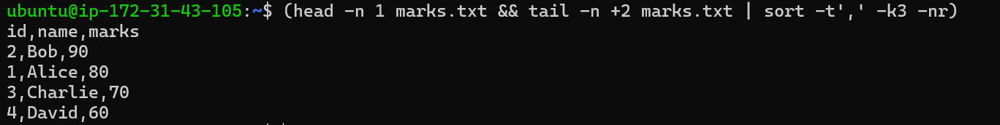 ubuntu@ip-172-31-43-105:~$ (head -n 1 marks.txt && tail -n +2 marks.txt | sort -t',' -k3 -nr)
id,name,marks
2,Bob,90
1,Alice,80
3,Charlie,70
4,David,60